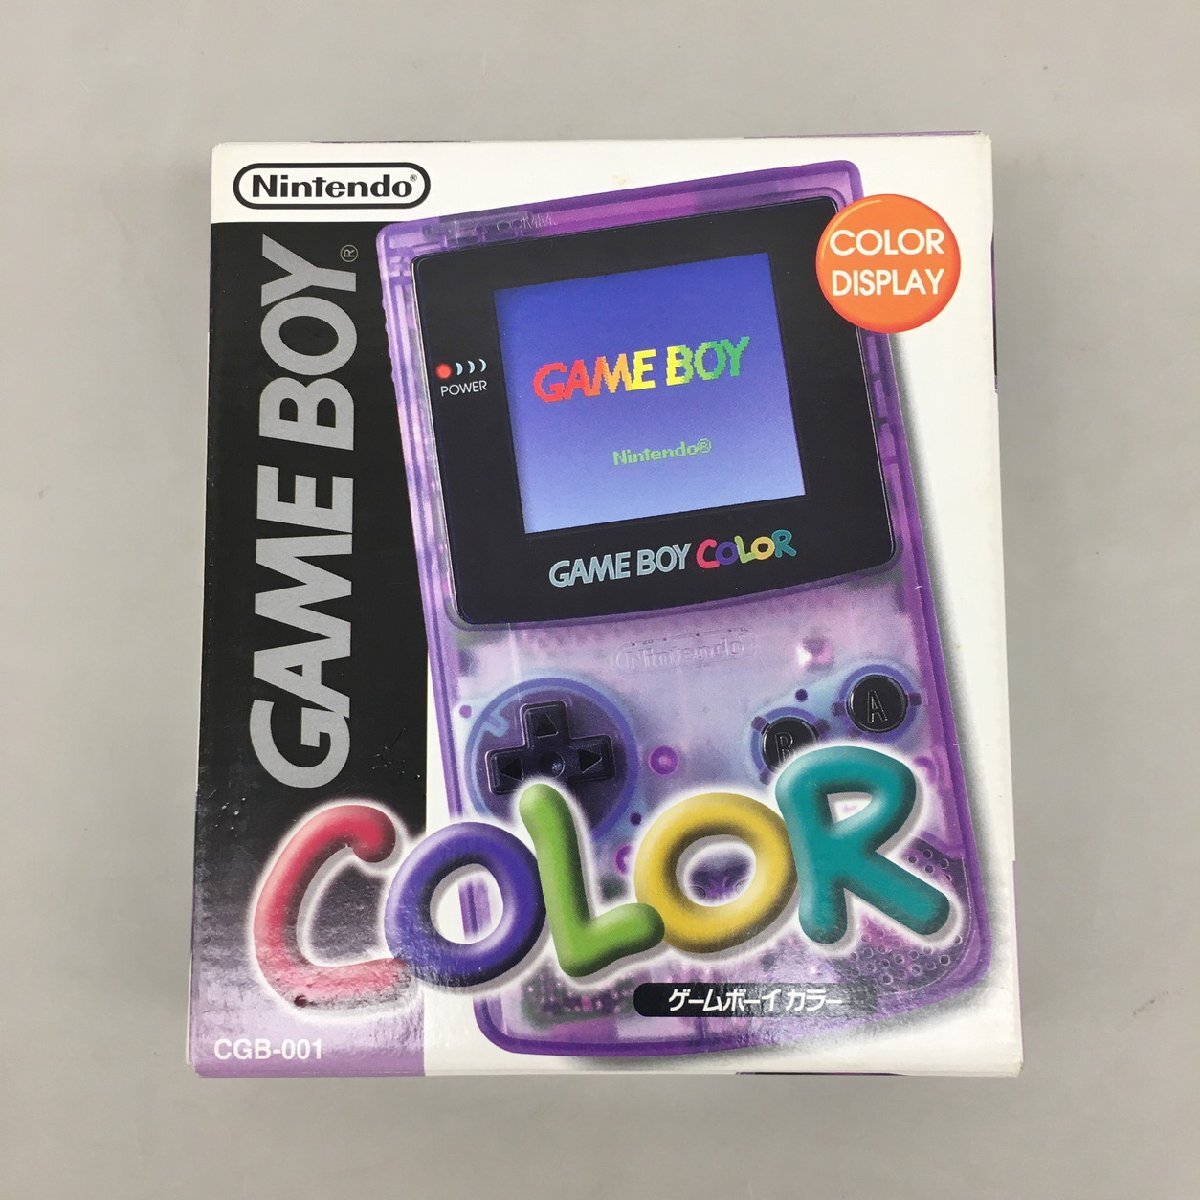 Nintendo®
GAME BOY®
COLOR
DISPLAY
POWER
GAME BOY
Nintendo®
GAME BOY COLOR
Nintendo
A
B
COLOR
ゲームボーイ カラー
CGB-001